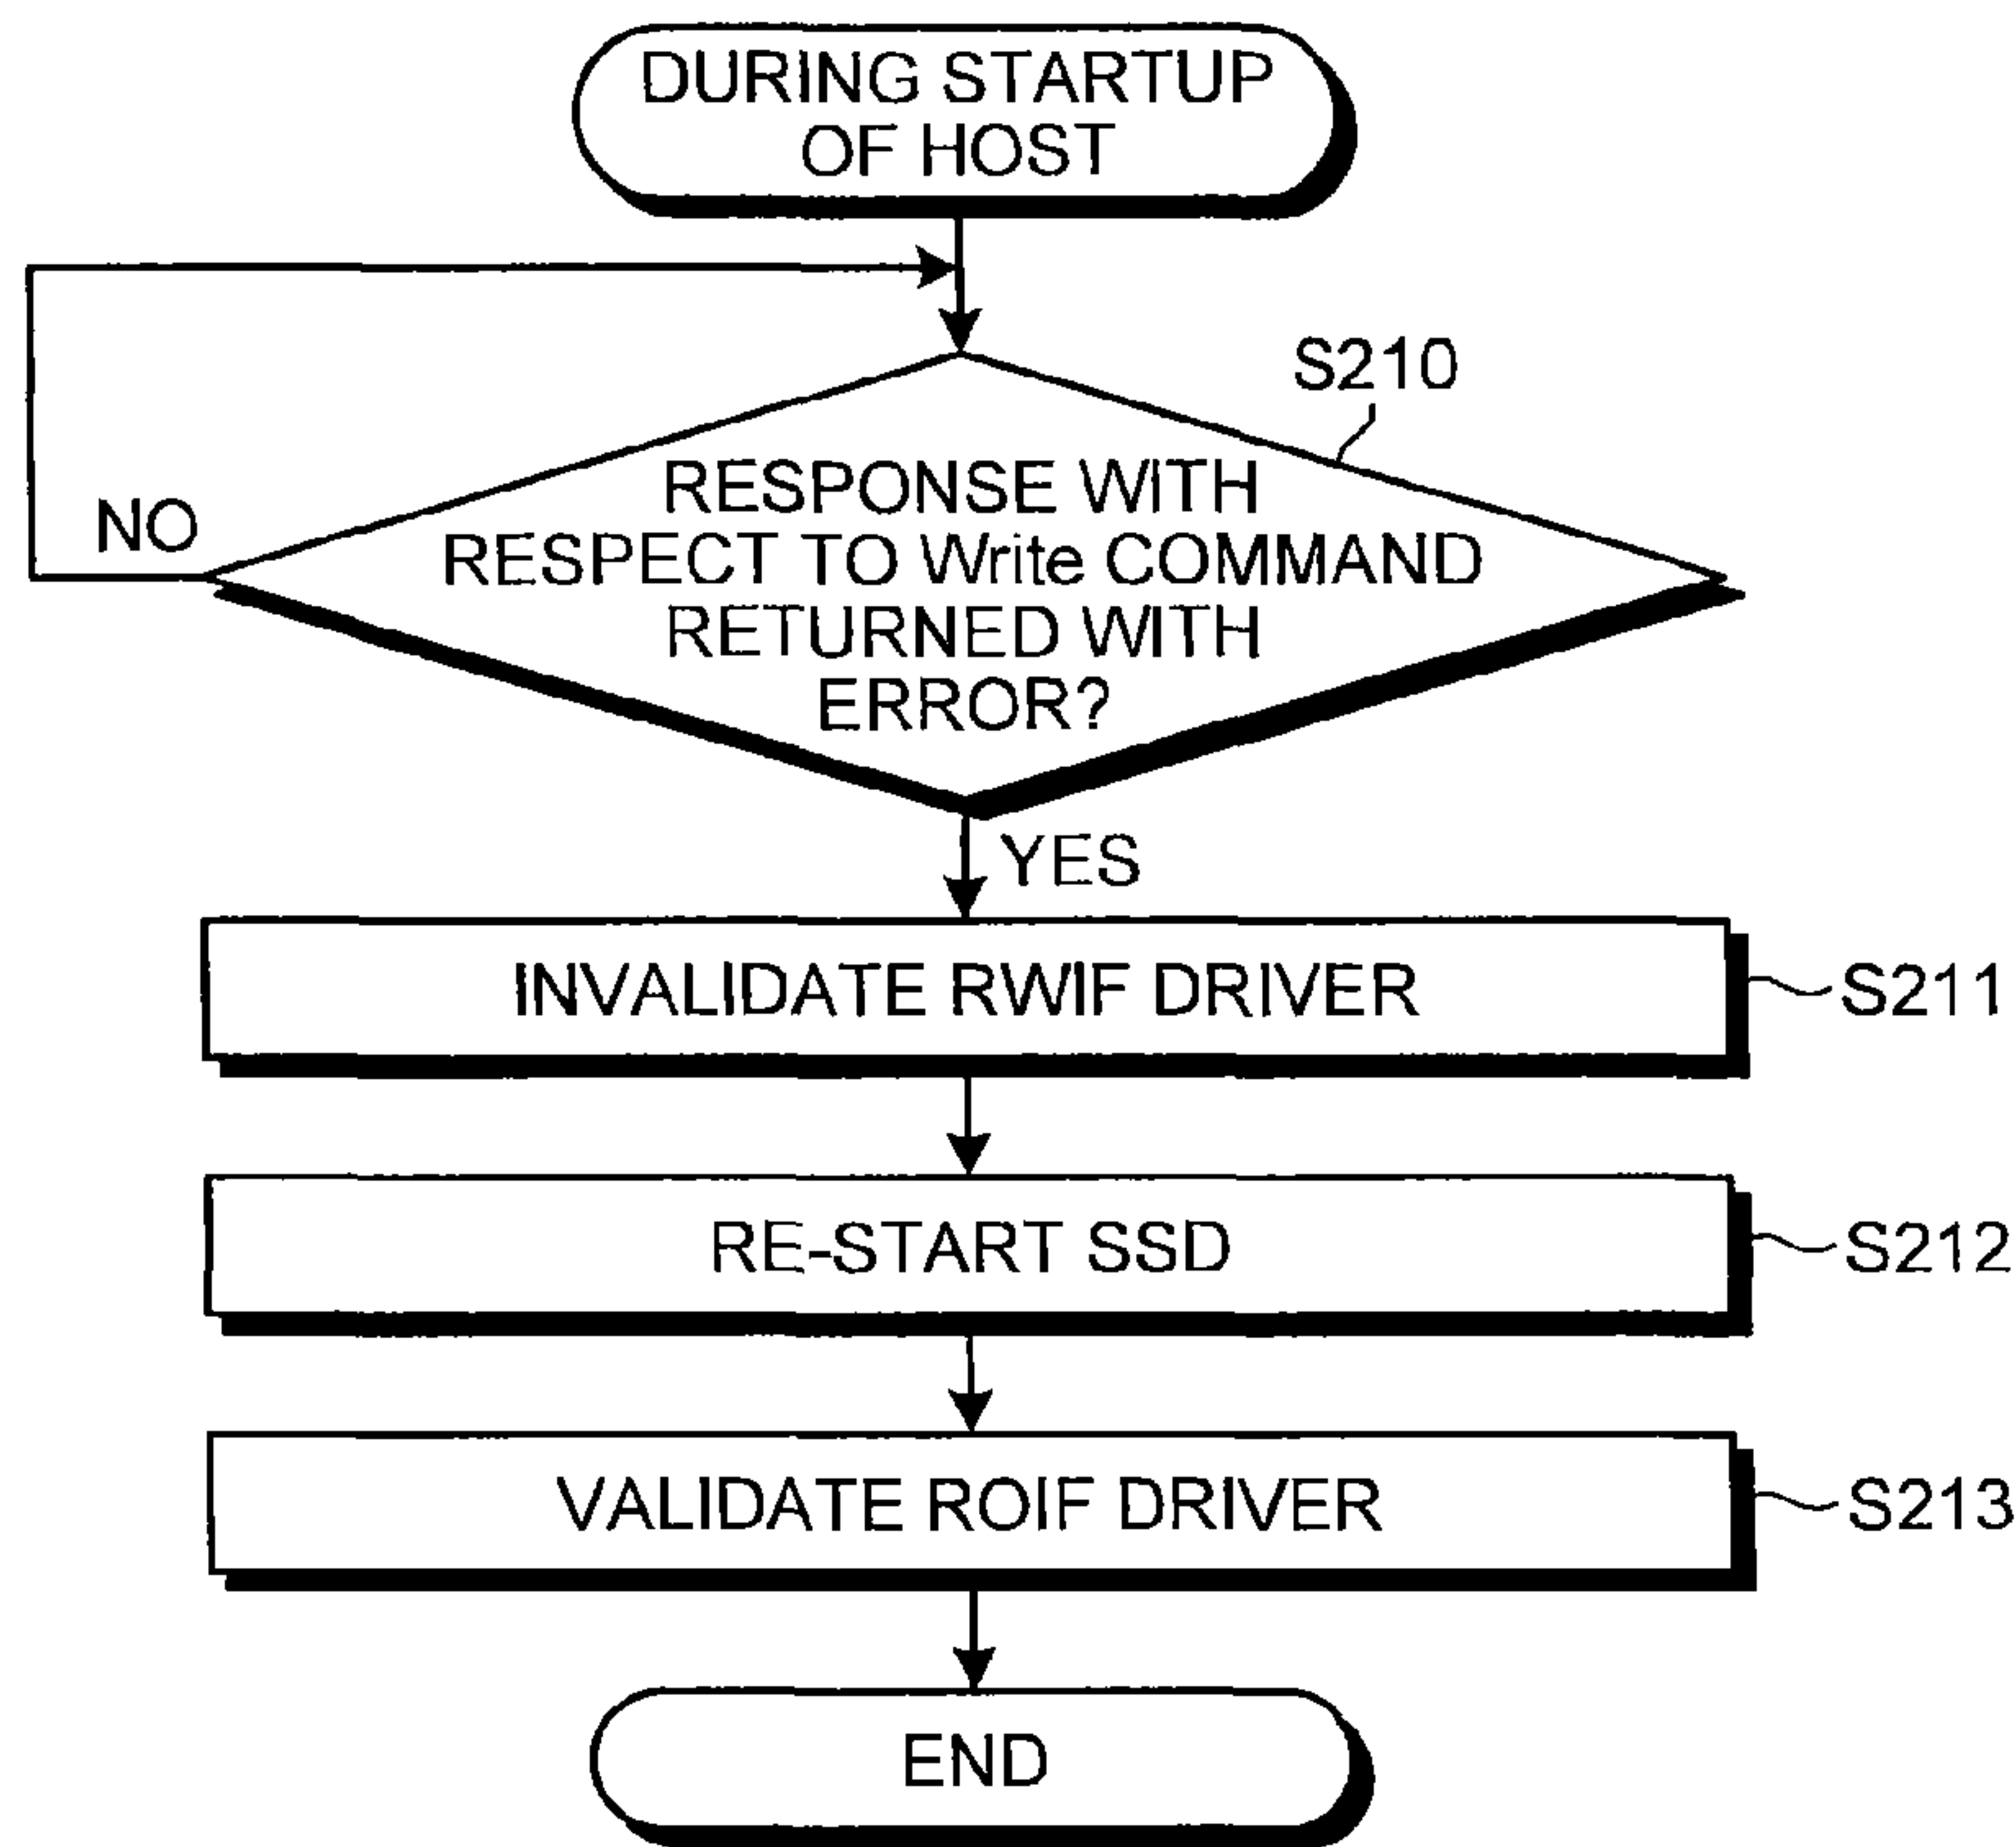 DURING STARTUP
OF HOST
S210
RESPONSE WITH
RESPECT TO Write COMMAND
RETURNED WITH
ERROR?
NO
YES
INVALIDATE RWIF DRIVER
S211
RE-START SSD
S212
VALIDATE ROIF DRIVER
S213
END